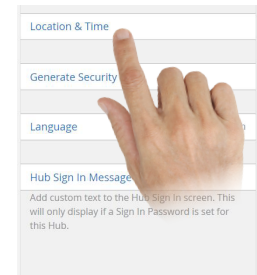 Location & Time
Generate Security
Language
Hub Sign In Message
Add custom text to the Hub Sign In screen. This
will only display if a Sign In Password is set for
this Hub.